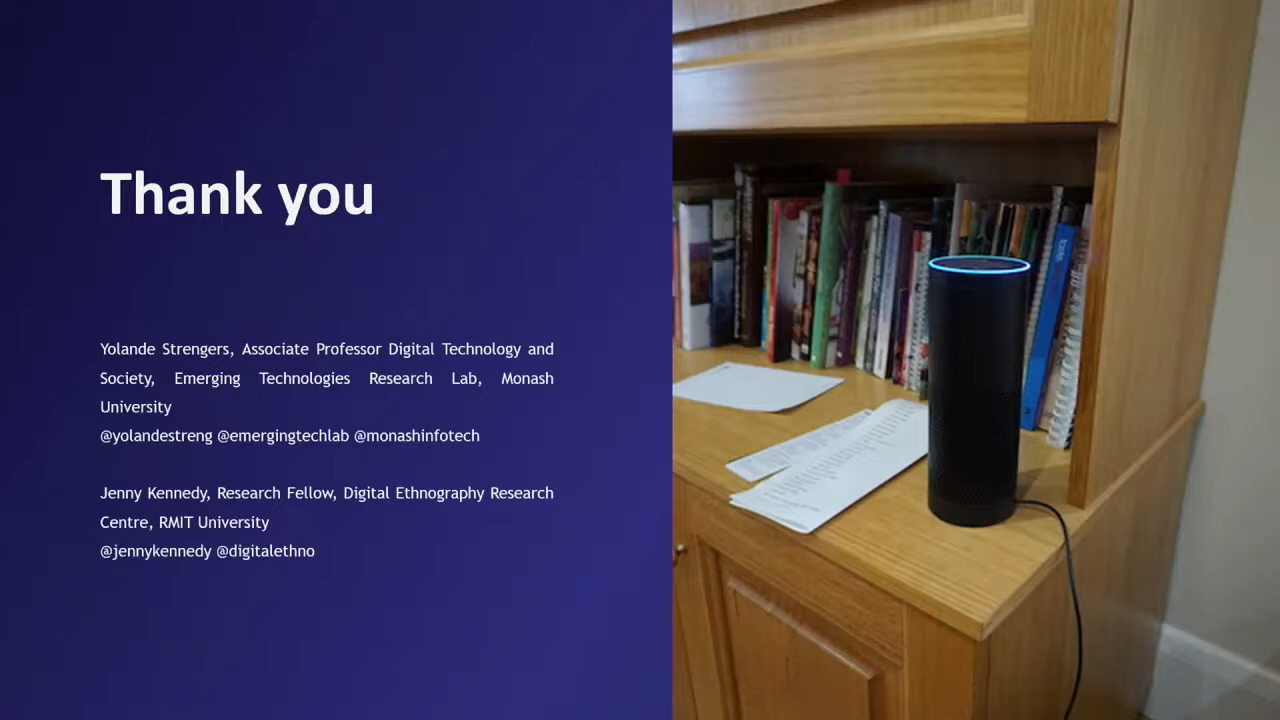 Thank you
Yolande Strengers, Associate Professor Digital Technology and
Society, Emerging Technologies Research Lab, Monash
University
@yolandestreng @emergingtechlab @monashinfotech
Jenny Kennedy, Research Fellow, Digital Ethnography Research
Centre, RMIT University
@jennykennedy @digitalethno